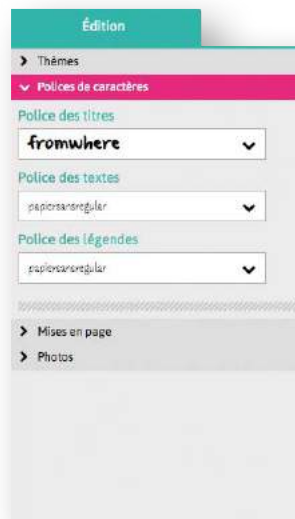 Édition
Thèmes
Polices de caractères
Police des titres
fromwhere
Police des textes
papiersansregular
Police des légendes
papiersansregular
Mises en page
Photos